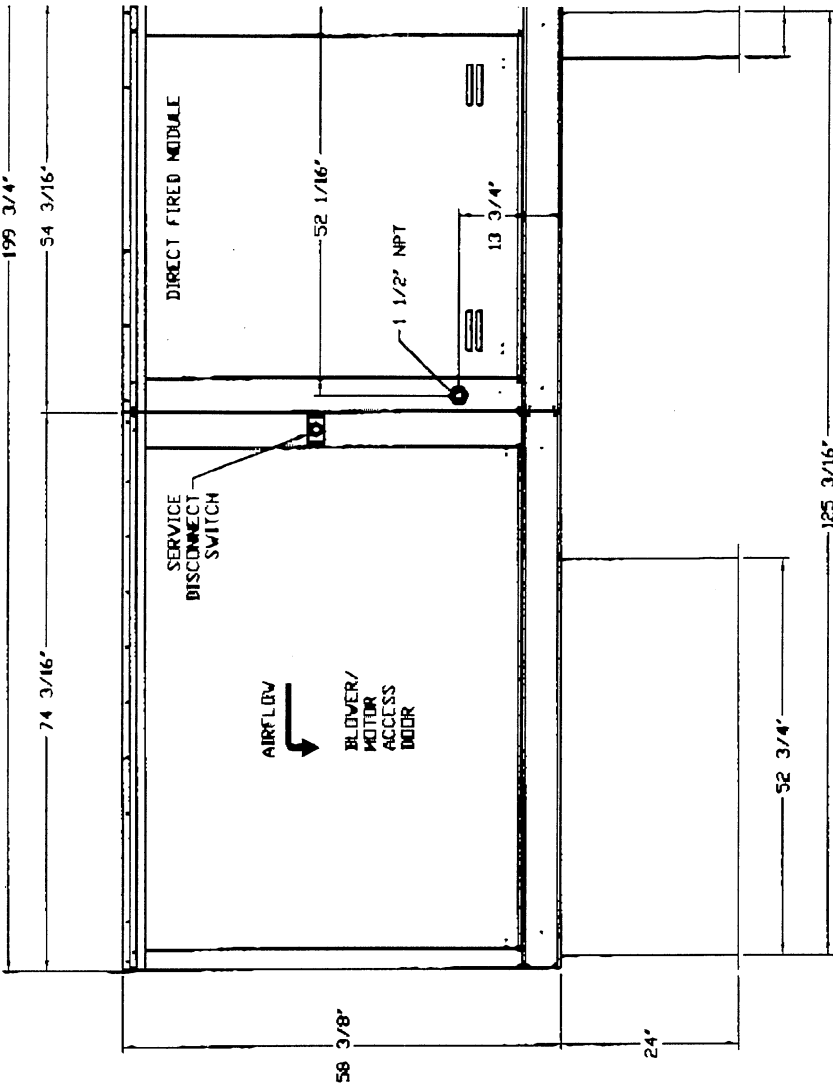 199 3/4"
54 3/16"
74 3/16"
DIRECT FIRED MODULE
52 1/16"
13 3/4"
1 1/2" NPT
SERVICE
DISCONNECT
SWITCH
AIRFLOW
BLOWER/
MOTOR
ACCESS
DOOR
125 3/16"
52 3/4"
58 3/8"
24"